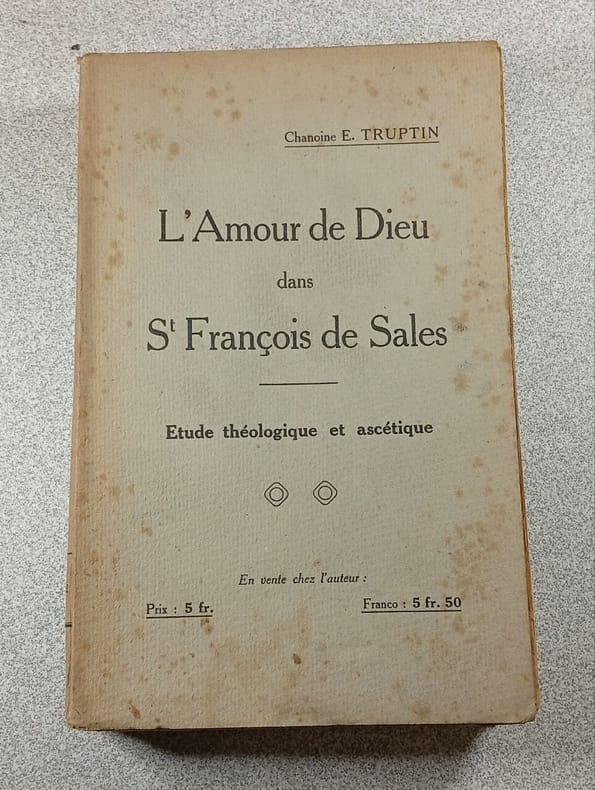 Chanoine E. TRUPTIN
L'Amour de Dieu
dans
St François de Sales
Etude théologique et ascétique
En vente chez l'auteur :
Prix : 5 fr. Franco : 5 fr. 50